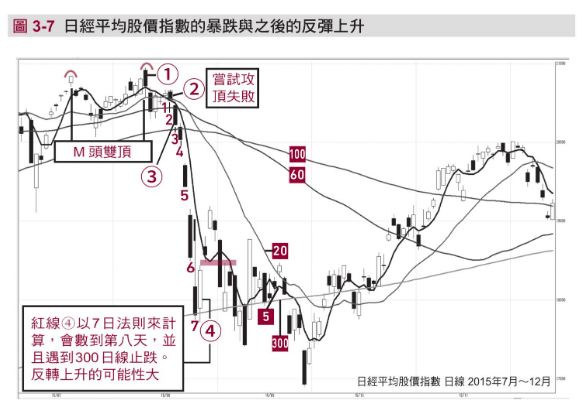 圖 3-7 日經平均股價指數的暴跌與之後的反彈上升
①
②
嘗試攻
頂失敗
M 頭雙頂
③
1
2
3
4
5
6
7
100
60
20
5
300
④
紅線④以7日法則來計
算，會數到第八天，並
且遇到300日線止跌。
反轉上升的可能性大
日經平均股價指數 日線 2015年7月～12月